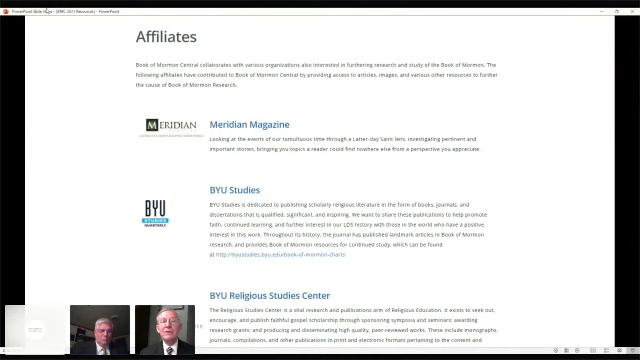 PowerPoint Slide Show - [BMC 2021 Resources] - PowerPoint
Affiliates
Book of Mormon Central collaborates with various organizations also interested in furthering research and study of the Book of Mormon. The
following affiliates have contributed to Book of Mormon Central by providing access to articles, images, and various other resources to further
the cause of Book of Mormon Research.
MERIDIAN
Meridian Magazine
Looking at the events of our tumultuous time through a Latter-day Saint lens, investigating pertinent and
important stories, bringing you topics a reader could find nowhere else from a perspective you appreciate.
BYU
STUDIES
QUARTERLY
BYU Studies
BYU Studies is dedicated to publishing scholarly religious literature in the form of books, journals, and
dissertations that is qualified, significant, and inspiring. We want to share these publications to help promote
faith, continued learning, and further interest in our LDS history with those in the world who have a positive
interest in this work. Throughout its history, the journal has published landmark articles in Book of Mormon
research, and provides Book of Mormon resources for continued study, which can be found
at http://byustudies.byu.edu/book-of-mormon-charts
BYU Religious Studies Center
The Religious Studies Center is a vital research and publications arm of Religious Education. It exists to seek out,
encourage, and publish faithful gospel scholarship through sponsoring symposia and seminars; awarding
research grants; and producing and disseminating high quality, peer-reviewed works. These include monographs,
journals, compilations, and other publications in print and electronic formats pertaining to the content and